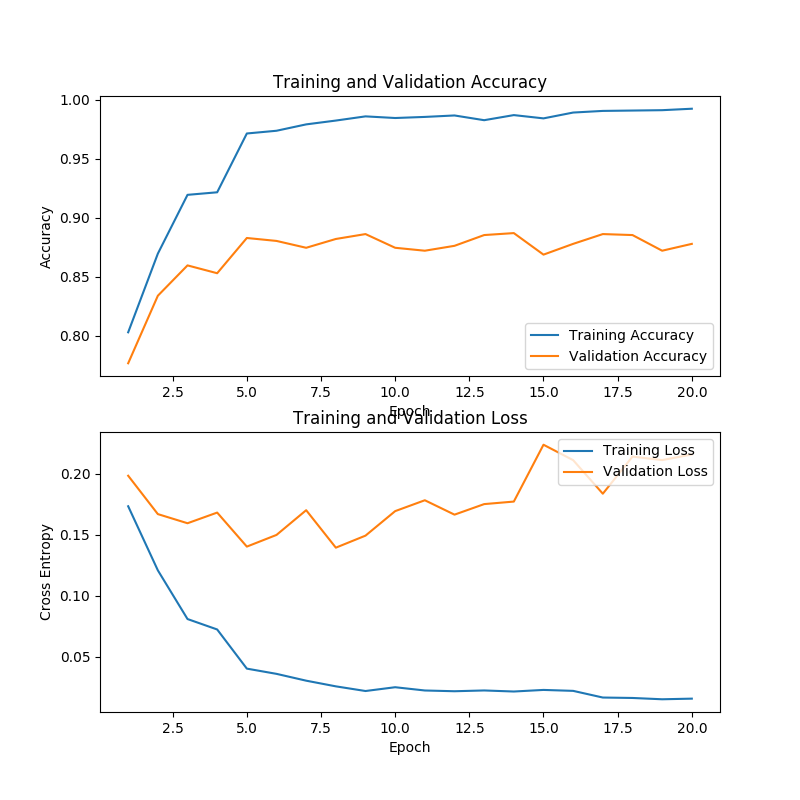 Training and Validation Accuracy
1.00
0.95
0.90
0.85
0.80
Accuracy
Training Accuracy
Validation Accuracy
2.5 5.0 7.5 10.0 12.5 15.0 17.5 20.0
Epoch
Training and Validation Loss
0.20
0.15
0.10
0.05
Cross Entropy
Training Loss
Validation Loss
2.5 5.0 7.5 10.0 12.5 15.0 17.5 20.0
Epoch